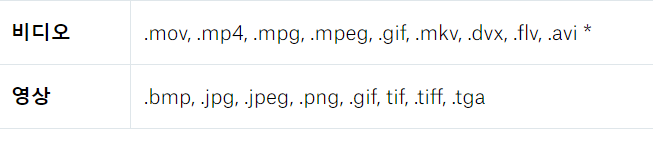 비디오 .mov, .mp4, .mpg, .mpeg, .gif, .mkv, .dvx, .flv, .avi *
영상 .bmp, .jpg, .jpeg, .png, .gif, tif, .tiff, .tga